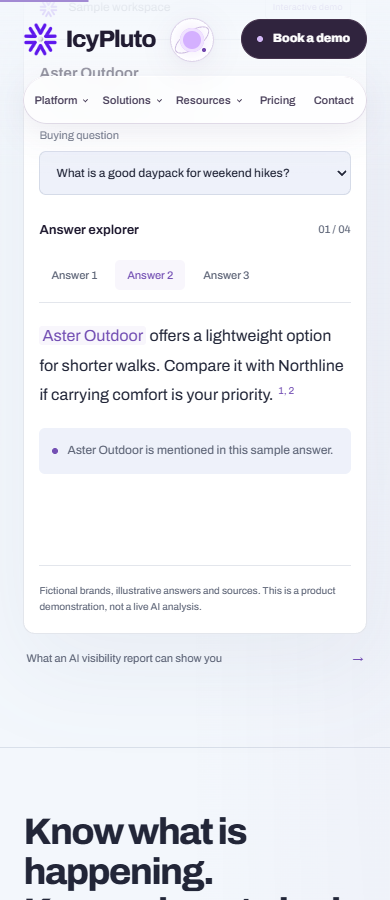 Sample workspace
Interactive demo
IcyPluto
Book a demo
Aster Outdoor
Platform
Solutions
Resources
Pricing
Contact
Buying question
What is a good daypack for weekend hikes?
Answer explorer
01 / 04
Answer 1
Answer 2
Answer 3
Aster Outdoor offers a lightweight option
for shorter walks. Compare it with Northline
if carrying comfort is your priority. 1, 2
Aster Outdoor is mentioned in this sample answer.
Fictional brands, illustrative answers and sources. This is a product
demonstration, not a live AI analysis.
What an AI visibility report can show you →
Know what is
happening.